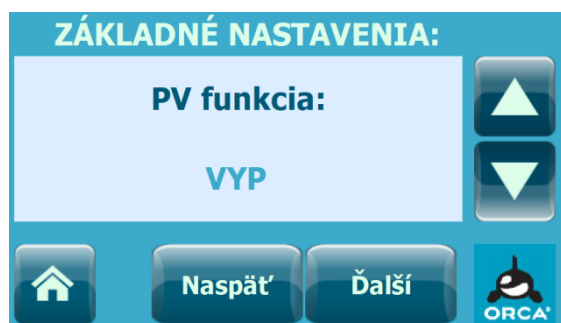 ZÁKLADNÉ NASTAVENIA:
PV funkcia:
VYP
Naspäť
Ďalší
ORCA